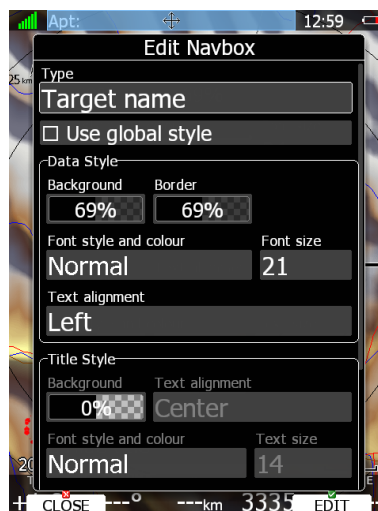 Apt: 12:59
Edit Navbox
25 km
Type
Target name
Use global style
Data Style
Background Border
69% 69%
Font style and colour Font size
Normal 21
Text alignment
Left
Title Style
Background Text alignment
0% Center
Font style and colour Text size
Normal 14
20
CLOSE ---° ---km 3335 EDIT